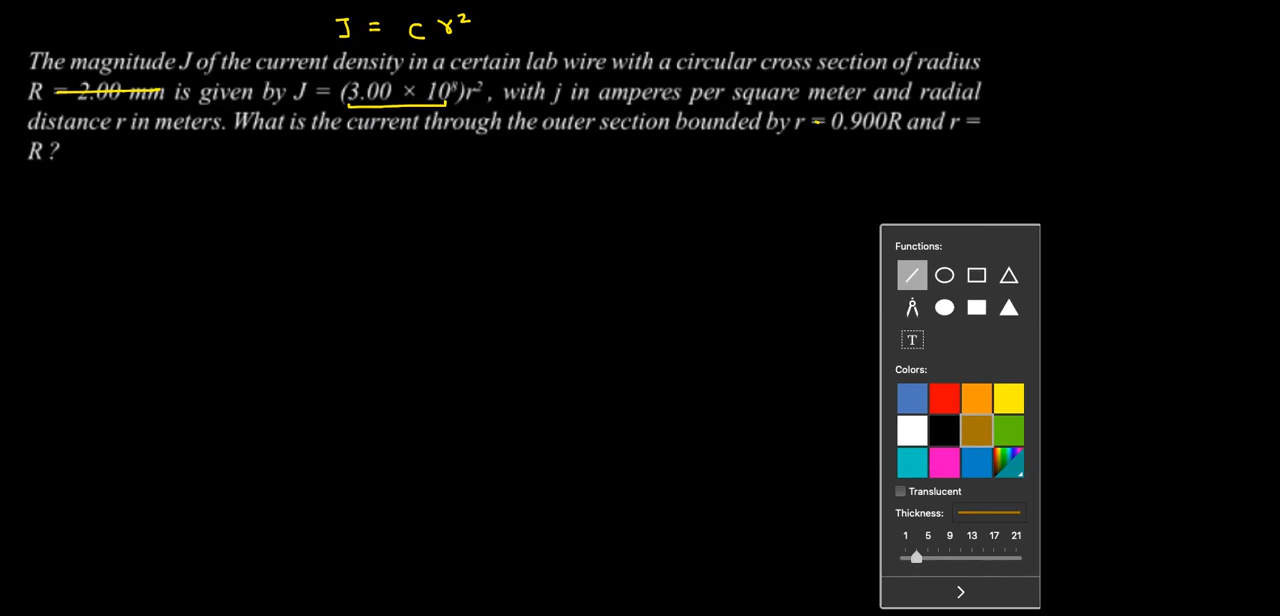 J = c r²
The magnitude J of the current density in a certain lab wire with a circular cross section of radius
R = 2.00 mm is given by J = (3.00 × 10⁸)r² , with j in amperes per square meter and radial
distance r in meters. What is the current through the outer section bounded by r = 0.900R and r =
R ?
Functions:
T
Colors:
Translucent
Thickness:
1 5 9 13 17 21